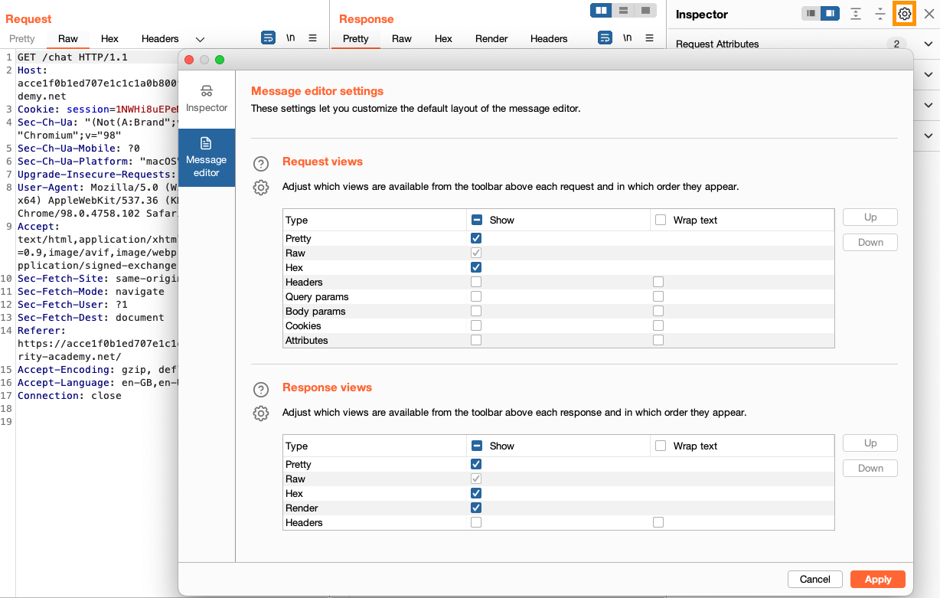 Request
Pretty Raw Hex Headers \n
Response
Pretty Raw Hex Render Headers \n
Inspector
Request Attributes 2
1 GET /chat HTTP/1.1
2 Host:
acce1f0b1ed707e1c1c1a0b800
demy.net
3 Cookie: session=1NWHi8uEPe
4 Sec-Ch-Ua: "(Not(A:Brand";
"Chromium";v="98"
5 Sec-Ch-Ua-Mobile: ?0
6 Sec-Ch-Ua-Platform: "macOS"
7 Upgrade-Insecure-Requests:
8 User-Agent: Mozilla/5.0 (W
x64) AppleWebKit/537.36 (K
Chrome/98.0.4758.102 Safar
9 Accept:
text/html,application/xhtm
=0.9,image/avif,image/webp
pplication/signed-exchange
10 Sec-Fetch-Site: same-origi
11 Sec-Fetch-Mode: navigate
12 Sec-Fetch-User: ?1
13 Sec-Fetch-Dest: document
14 Referer:
https://acce1f0b1ed707e1c1
rity-academy.net/
15 Accept-Encoding: gzip, def
16 Accept-Language: en-GB,en-
17 Connection: close
18
19
Inspector
Message
editor
Message editor settings
These settings let you customize the default layout of the message editor.
Request views
Adjust which views are available from the toolbar above each request and in which order they appear.
Type Show Wrap text
Pretty
Raw
Hex
Headers
Query params
Body params
Cookies
Attributes
Up
Down
Response views
Adjust which views are available from the toolbar above each response and in which order they appear.
Type Show Wrap text
Pretty
Raw
Hex
Render
Headers
Up
Down
Cancel Apply